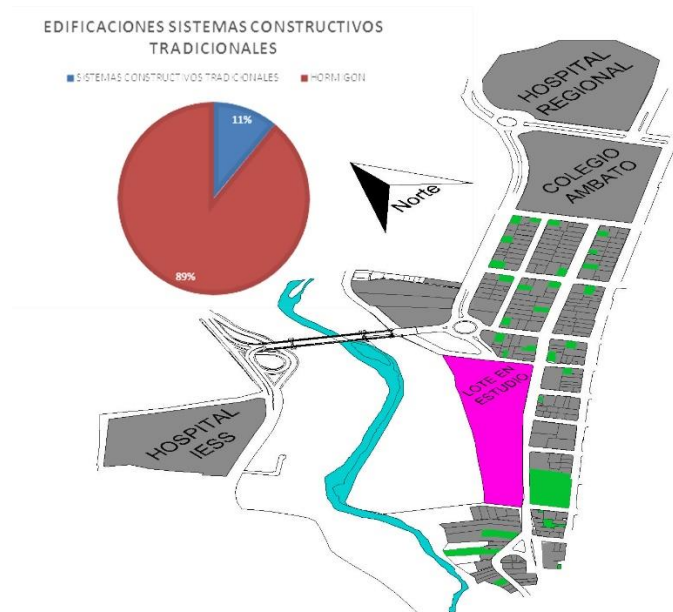 EDIFICACIONES SISTEMAS CONSTRUCTIVOS
TRADICIONALES
SISTEMAS CONSTRUCTIVOS TRADICIONALES
HORMIGON
11%
89%
Norte
HOSPITAL
REGIONAL
COLEGIO
AMBATO
LOTE EN
ESTUDIO
HOSPITAL
IESS